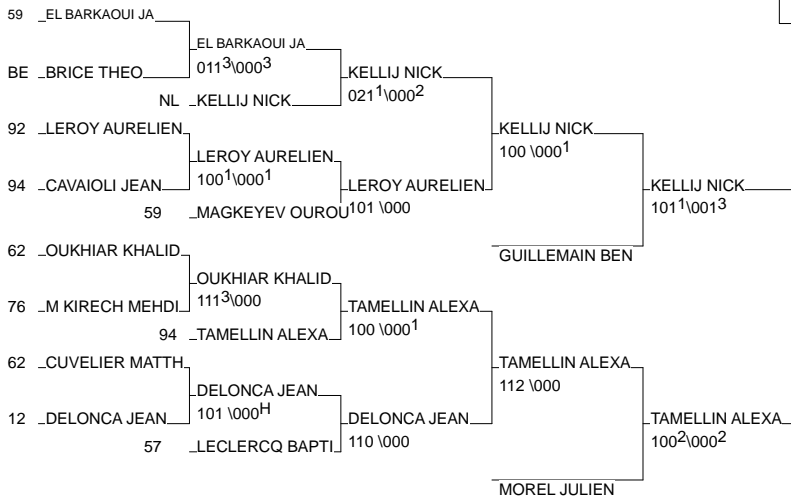 59 EL BARKAOUI JA
EL BARKAOUI JA
011³\000³
BE BRICE THEO
KELLIJ NICK
021¹\000²
NL KELLIJ NICK
KELLIJ NICK
100 \000¹
92 LEROY AURELIEN
LEROY AURELIEN
100¹\000¹
94 CAVAIOLI JEAN
LEROY AURELIEN
101 \000
KELLIJ NICK
101¹\001³
59 MAGKEYEV OUROU
62 OUKHIAR KHALID
GUILLEMAIN BEN
OUKHIAR KHALID
111³\000
76 M KIRECH MEHDI
TAMELLIN ALEXA
100 \000¹
94 TAMELLIN ALEXA
62 CUVELIER MATTH
TAMELLIN ALEXA
112 \000
DELONCA JEAN
101 \000ᴴ
12 DELONCA JEAN
DELONCA JEAN
110 \000
TAMELLIN ALEXA
100²\000²
57 LECLERCQ BAPTI
MOREL JULIEN